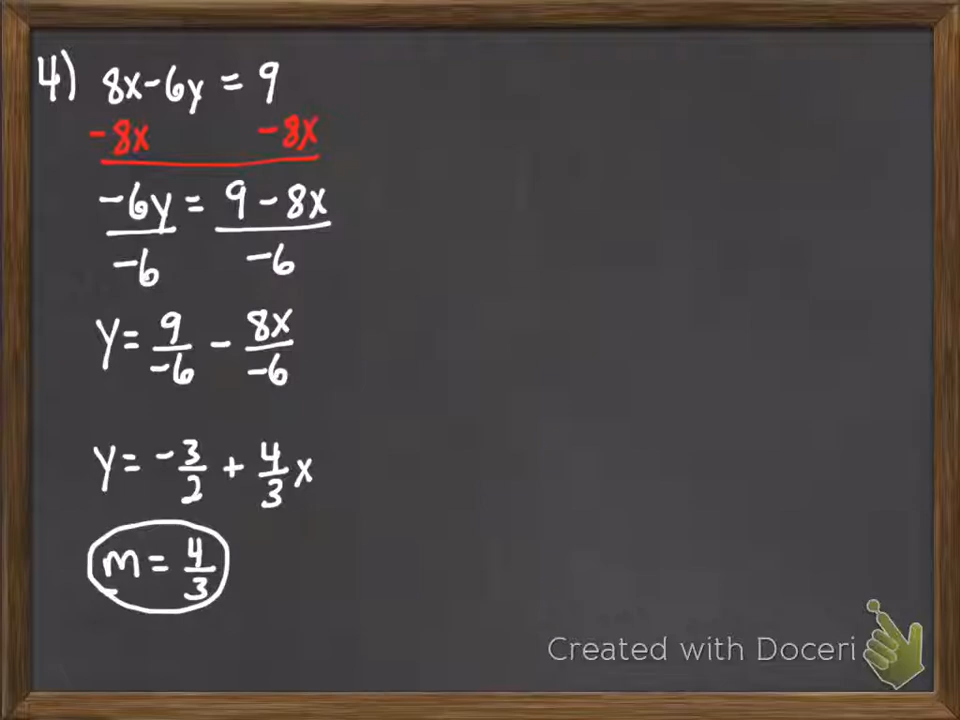 4) 8x-6y = 9
-8x -8x
-6y = 9 - 8x
-6 -6
y = 9/-6 - 8x/-6
y = -3/2 + 4/3 x
m = 4/3
Created with Doceri